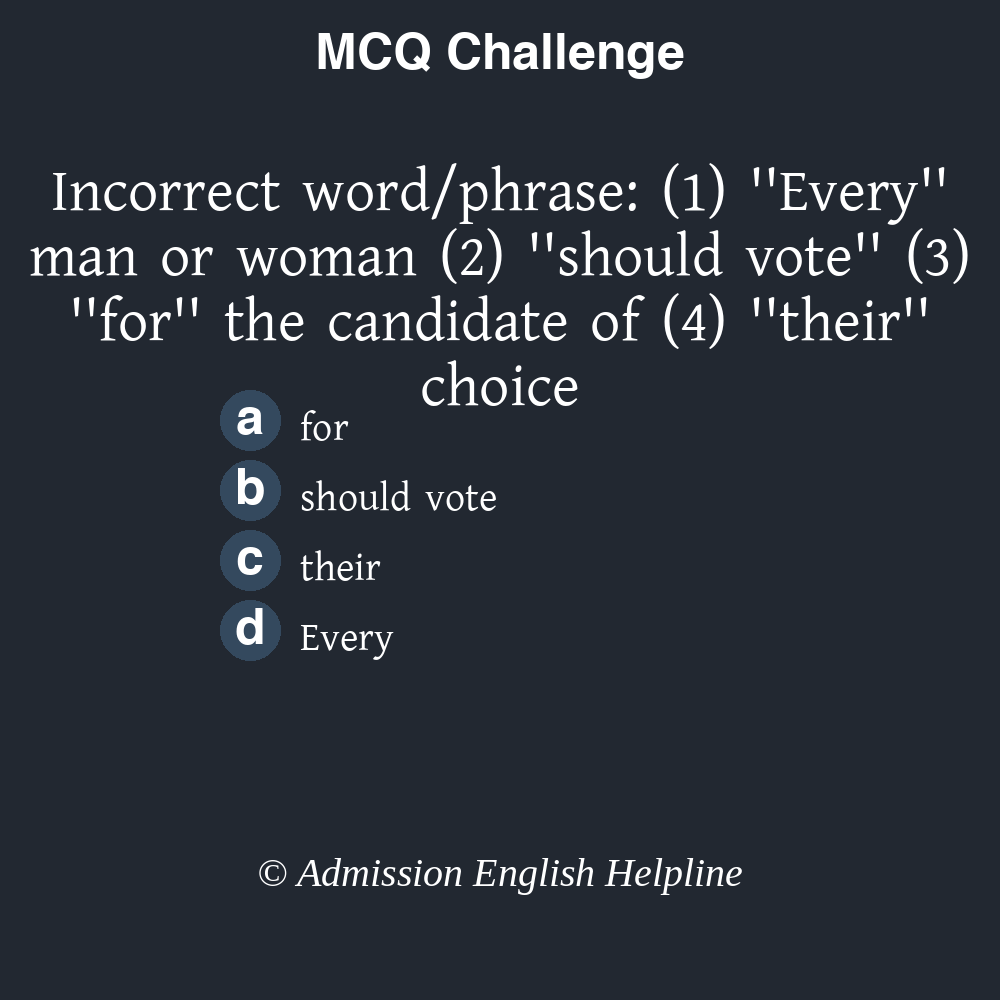 MCQ Challenge
Incorrect word/phrase: (1) "Every"
man or woman (2) "should vote" (3)
"for" the candidate of (4) "their"
choice
a for
b should vote
c their
d Every
© Admission English Helpline